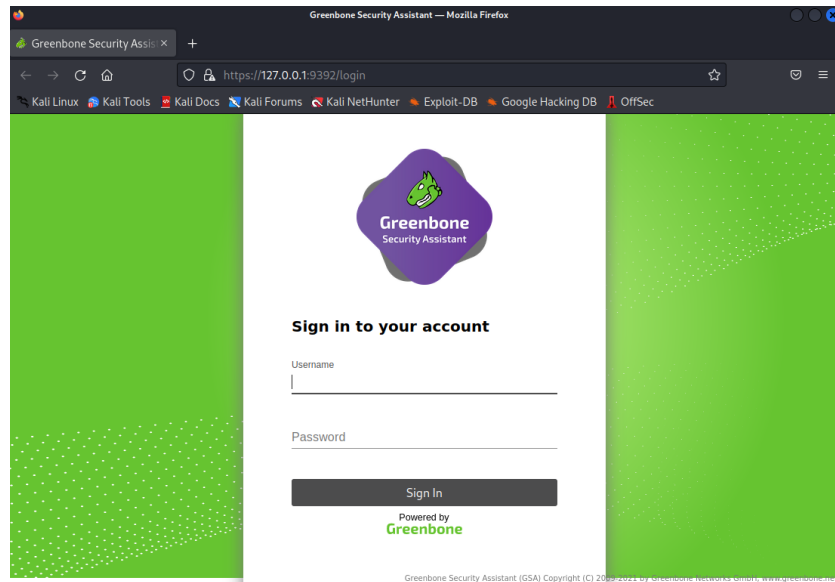 Greenbone Security Assistant — Mozilla Firefox
Greenbone Security Assist
https://127.0.0.1:9392/login
Kali Linux Kali Tools Kali Docs Kali Forums Kali NetHunter Exploit-DB Google Hacking DB OffSec
Greenbone
Security Assistant
Sign in to your account
Username
Password
Sign In
Powered by
Greenbone
Greenbone Security Assistant (GSA) Copyright (C) 2009-2021 by Greenbone Networks GmbH, www.greenbone.ne